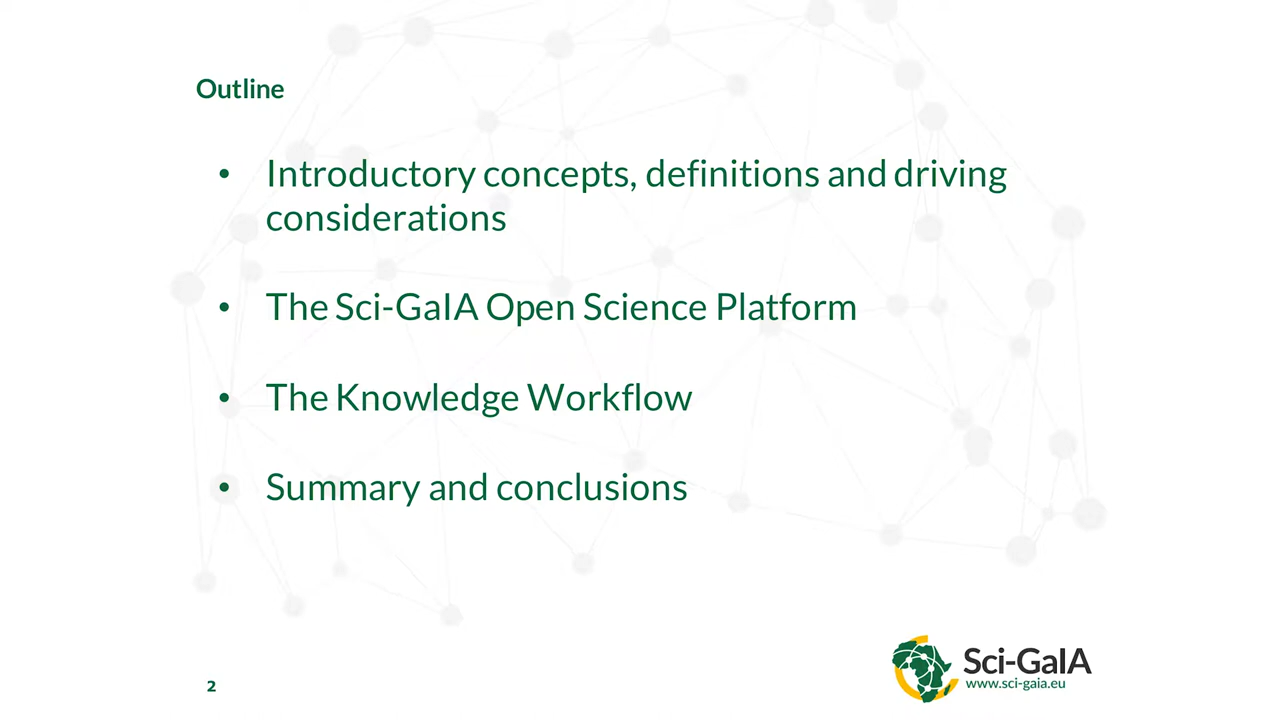 Outline
• Introductory concepts, definitions and driving
considerations
• The Sci-GaIA Open Science Platform
• The Knowledge Workflow
• Summary and conclusions
2
Sci-GaIA
www.sci-gaia.eu